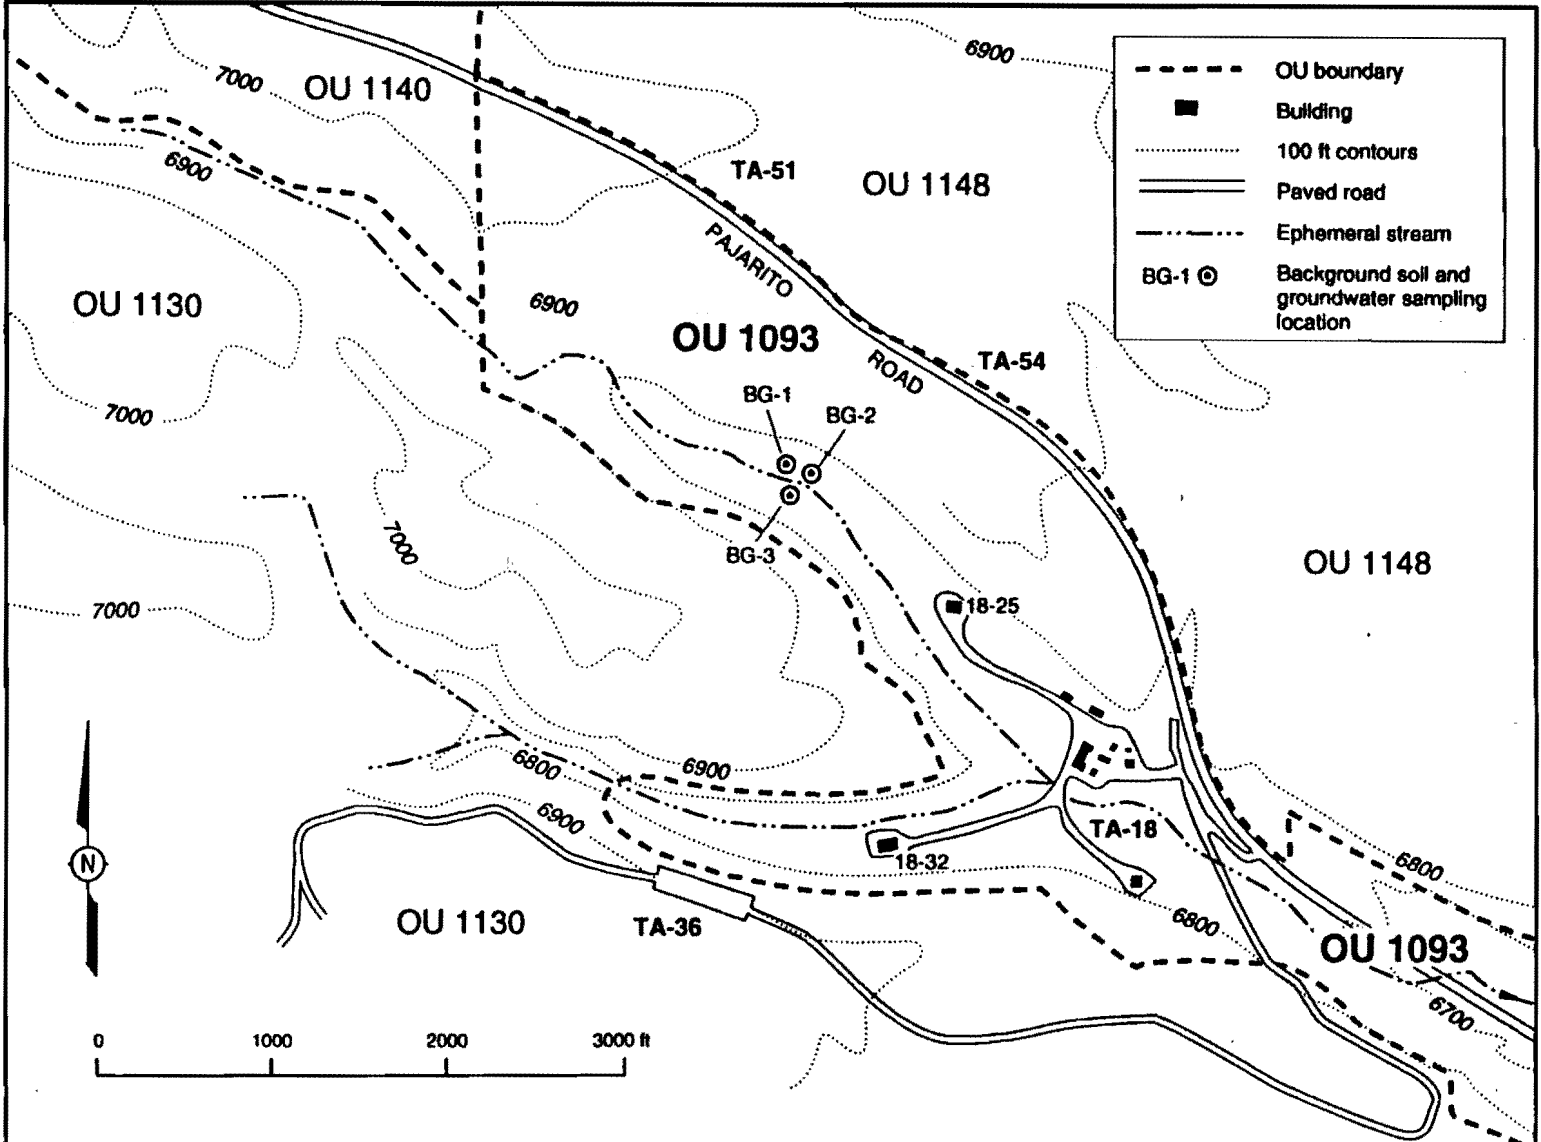 6900
OU boundary
7000
OU 1140
Building
100 ft contours
6900
TA-51
OU 1148
Paved road
PAJARITO
Ephemeral stream
BG-1
Background soil and
groundwater sampling
location
OU 1130
6900
OU 1093
ROAD
TA-54
7000
BG-1
BG-2
7000
BG-3
OU 1148
7000
18-25
6800
6900
6900
TA-18
18-32
6800
N
OU 1130
TA-36
6800
OU 1093
6700
0
1000
2000
3000 ft